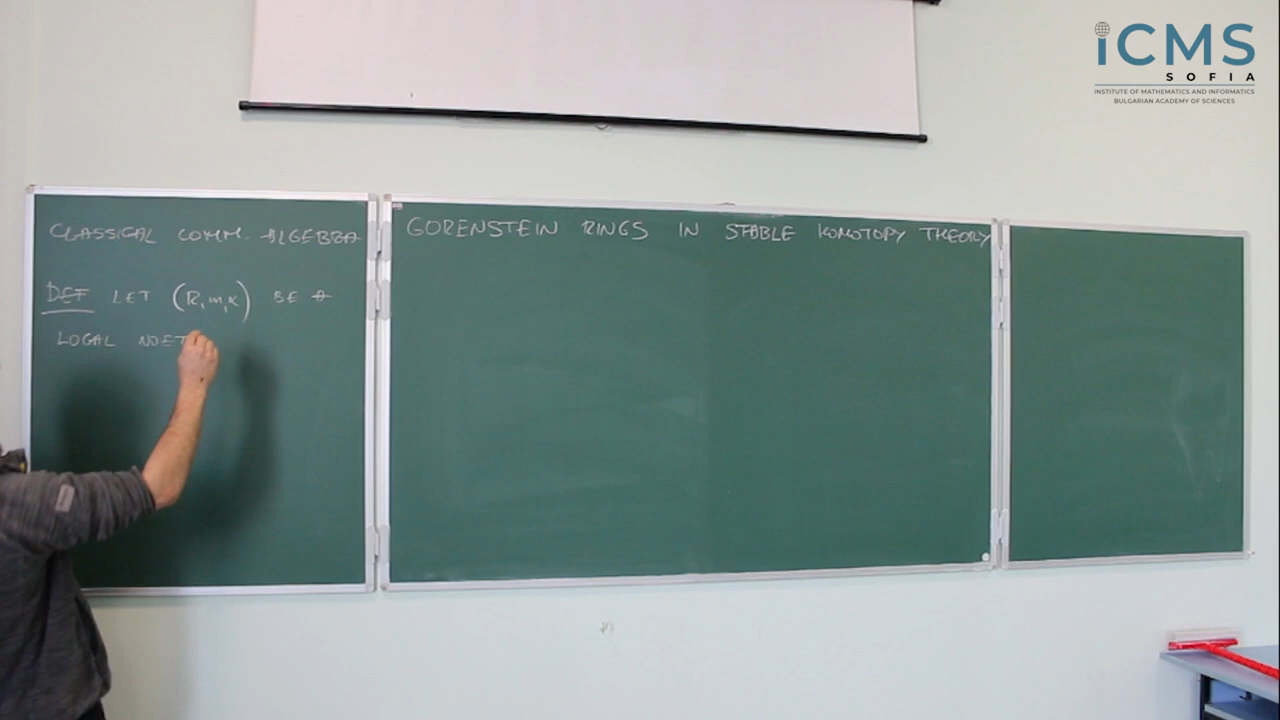 iCMS
SOFIA
INSTITUTE OF MATHEMATICS AND INFORMATICS
BULGARIAN ACADEMY OF SCIENCES
CLASSICAL COMM. ALGEBRA
DEF LET (R, m, k) BE A
LOCAL NOET
GORENSTEIN RINGS IN STABLE HOMOTOPY THEORY